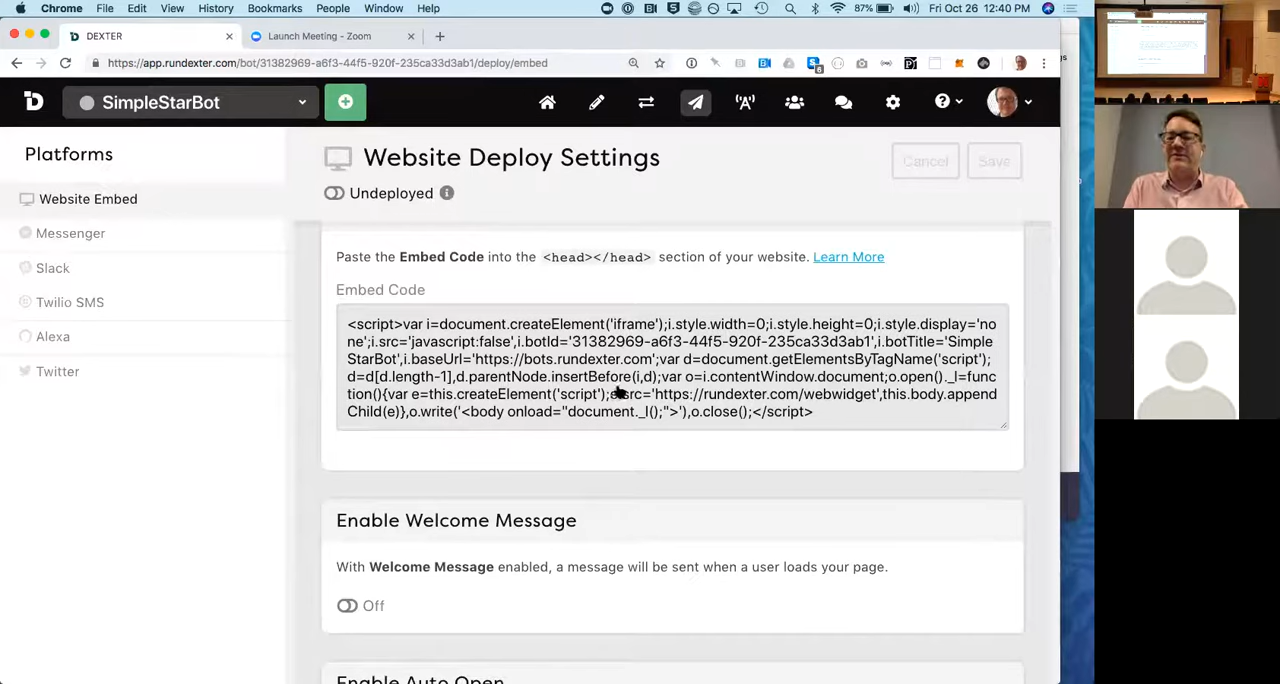 Chrome File Edit View History Bookmarks People Window Help 87% Fri Oct 26 12:40 PM
DEXTER Launch Meeting - Zoom
https://app.rundexter.com/bot/31382969-a6f3-44f5-920f-235ca33d3ab1/deploy/embed
SimpleStarBot
Platforms
Website Embed
Messenger
Slack
Twilio SMS
Alexa
Twitter
Website Deploy Settings
Cancel Save
Undeployed
Paste the Embed Code into the <head></head> section of your website. Learn More
Embed Code
<script>var i=document.createElement('iframe');i.style.width=0;i.style.height=0;i.style.display='no
ne';i.src='javascript:false',i.botId='31382969-a6f3-44f5-920f-235ca33d3ab1',i.botTitle='Simple
StarBot',i.baseUrl='https://bots.rundexter.com';var d=document.getElementsByTagName('script');
d=d[d.length-1],d.parentNode.insertBefore(i,d);var o=i.contentWindow.document;o.open()._l=func
tion(){var e=this.createElement('script');e.src='https://rundexter.com/webwidget',this.body.append
Child(e)},o.write('<body onload="document._l();">'),o.close();</script>
Enable Welcome Message
With Welcome Message enabled, a message will be sent when a user loads your page.
Off
Enable Auto Open